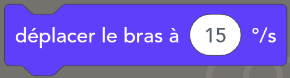 déplacer le bras à 15 °/s